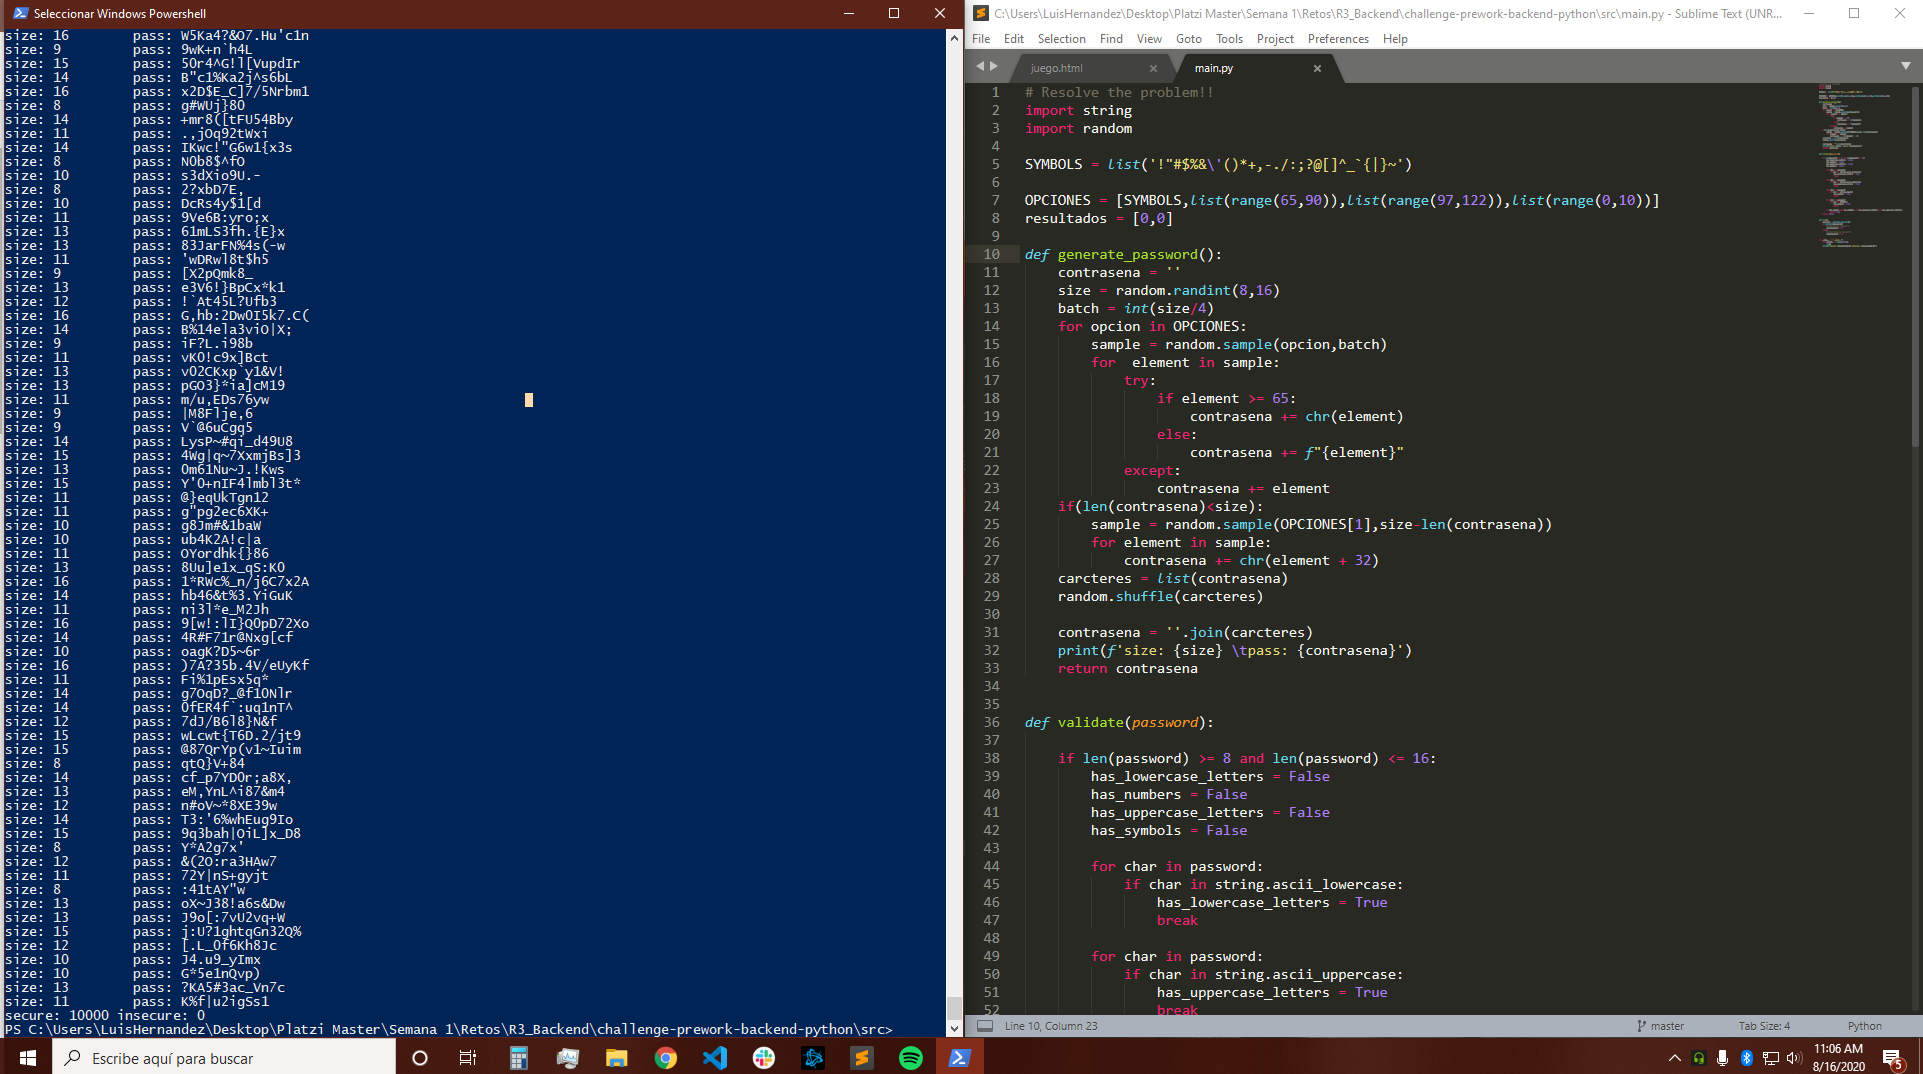 Seleccionar Windows Powershell
size: 16 pass: W5Ka4?&O7.Hu'c1n
size: 9 pass: 9wK+n`h4L
size: 15 pass: 5Or4^G!l[VupdIr
size: 14 pass: B"c1%Ka2j^s6bL
size: 16 pass: x2D$E_C]7/5Nrbm1
size: 8 pass: g#WUj}8O
size: 14 pass: +mr8([tFU54Bby
size: 11 pass: .,jOq92tWxi
size: 14 pass: IKwc!"G6w1{x3s
size: 8 pass: N0b8$^fO
size: 10 pass: s3dXio9U.-
size: 8 pass: 2?xbD7E,
size: 10 pass: DcRs4y$1[d
size: 11 pass: 9Ve6B:yro;x
size: 13 pass: 61mLS3fh.{E}x
size: 13 pass: 83JarFN%4s(-w
size: 11 pass: 'wDRwl8t$h5
size: 9 pass: [X2pQmk8_
size: 13 pass: e3V6!}BpCx*k1
size: 12 pass: !`At45L?Ufb3
size: 16 pass: G,hb:2DwOI5k7.C(
size: 14 pass: B%14ela3viO|X;
size: 9 pass: iF?L.i98b
size: 11 pass: vK0!c9x]Bct
size: 13 pass: vO2CKxp`y1&V!
size: 13 pass: pGO3}*ia]cM19
size: 11 pass: m/u,EDs76yw
size: 9 pass: |M8Flje,6
size: 9 pass: V`@6uCgq5
size: 14 pass: LysP~#qi_d49U8
size: 15 pass: 4Wg|q~7XxmjBs]3
size: 13 pass: Om61Nu~J.!Kws
size: 15 pass: Y'O+nIF4lmbl3t*
size: 11 pass: @}eqUkTgn12
size: 11 pass: g"pg2ec6XK+
size: 10 pass: g8Jm#&1baW
size: 10 pass: ub4K2A!c|a
size: 11 pass: OYordhk{}86
size: 13 pass: 8Uu]e1x_qS:KO
size: 16 pass: 1*RWc%_n/j6C7x2A
size: 14 pass: hb46&t%3.YiGuK
size: 11 pass: ni3l*e_M2Jh
size: 16 pass: 9[w!:lI}QOpD72Xo
size: 14 pass: 4R#F71r@Nxg[cf
size: 10 pass: oagK?D5~6r
size: 16 pass: )7A?35b.4V/eUyKf
size: 11 pass: Fi%1pEsx5q*
size: 14 pass: g7OqD?_@f1ONlr
size: 14 pass: OfER4f`:uq1nT^
size: 12 pass: 7dJ/B6l8}N&f
size: 15 pass: wLcwt{T6D.2/jt9
size: 15 pass: @87QrYp(v1~Iuim
size: 8 pass: qtQ}V+84
size: 14 pass: cf_p7YDOr;a8X,
size: 13 pass: eM,YnL^i87&m4
size: 12 pass: n#oV~*8XE39w
size: 14 pass: T3:'6%whEug9Io
size: 15 pass: 9q3bah|OiL]x_D8
size: 8 pass: Y*A2g7x'
size: 12 pass: &(2O:ra3HAw7
size: 11 pass: 72Y|nS+gyjt
size: 8 pass: :41tAY"w
size: 13 pass: oX~J38!a6s&Dw
size: 13 pass: J9o[:7vU2vq+W
size: 15 pass: j:U?1ghtqGn32Q%
size: 12 pass: [.L_Of6Kh8Jc
size: 10 pass: J4.u9_yImx
size: 10 pass: G*5e1nQvp)
size: 13 pass: ?KA5#3ac_Vn7c
size: 11 pass: K%f|u2igSs1
secure: 10000 insecure: 0
PS C:\Users\LuisHernandez\Desktop\Platzi Master\Semana 1\Retos\R3_Backend\challenge-prework-backend-python\src>
C:\Users\LuisHernandez\Desktop\Platzi Master\Semana 1\Retos\R3_Backend\challenge-prework-backend-python\src\main.py - Sublime Text (UNR...
File Edit Selection Find View Goto Tools Project Preferences Help
juego.html main.py
1 # Resolve the problem!!
2 import string
3 import random
4
5 SYMBOLS = list('!"#$%&\'()*+,-./:;?@[]^_`{|}~')
6
7 OPCIONES = [SYMBOLS,list(range(65,90)),list(range(97,122)),list(range(0,10))]
8 resultados = [0,0]
9
10 def generate_password():
11 contrasena = ''
12 size = random.randint(8,16)
13 batch = int(size/4)
14 for opcion in OPCIONES:
15 sample = random.sample(opcion,batch)
16 for element in sample:
17 try:
18 if element >= 65:
19 contrasena += chr(element)
20 else:
21 contrasena += f"{element}"
22 except:
23 contrasena += element
24 if(len(contrasena)<size):
25 sample = random.sample(OPCIONES[1],size-len(contrasena))
26 for element in sample:
27 contrasena += chr(element + 32)
28 carcteres = list(contrasena)
29 random.shuffle(carcteres)
30
31 contrasena = ''.join(carcteres)
32 print(f'size: {size} \tpass: {contrasena}')
33 return contrasena
34
35
36 def validate(password):
37
38 if len(password) >= 8 and len(password) <= 16:
39 has_lowercase_letters = False
40 has_numbers = False
41 has_uppercase_letters = False
42 has_symbols = False
43
44 for char in password:
45 if char in string.ascii_lowercase:
46 has_lowercase_letters = True
47 break
48
49 for char in password:
50 if char in string.ascii_uppercase:
51 has_uppercase_letters = True
52 break
Line 10, Column 23 master Tab Size: 4 Python
Escribe aquí para buscar
11:06 AM
8/16/2020
5